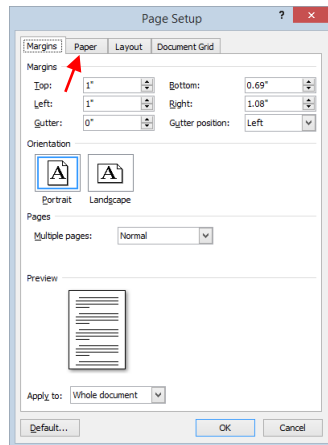 Page Setup ? ×
Margins Paper Layout Document Grid
Margins
Top: 1" Bottom: 0.69"
Left: 1" Right: 1.08"
Gutter: 0" Gutter position: Left
Orientation
A A
Portrait Landscape
Pages
Multiple pages: Normal
Preview
Apply to: Whole document
Default... OK Cancel